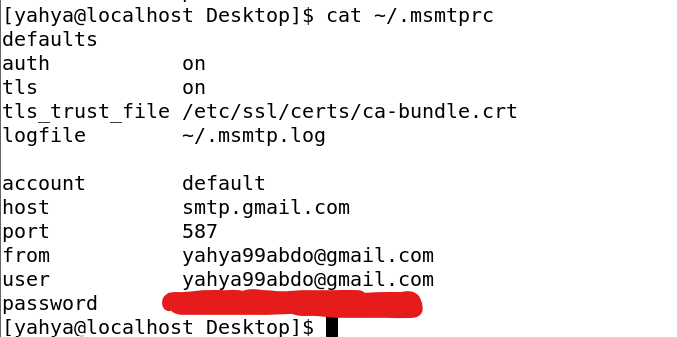 [yahya@localhost Desktop]$ cat ~/.msmtprc
defaults
auth           on
tls            on
tls_trust_file /etc/ssl/certs/ca-bundle.crt
logfile        ~/.msmtp.log

account        default
host           smtp.gmail.com
port           587
from           yahya99abdo@gmail.com
user           yahya99abdo@gmail.com
password
[yahya@localhost Desktop]$